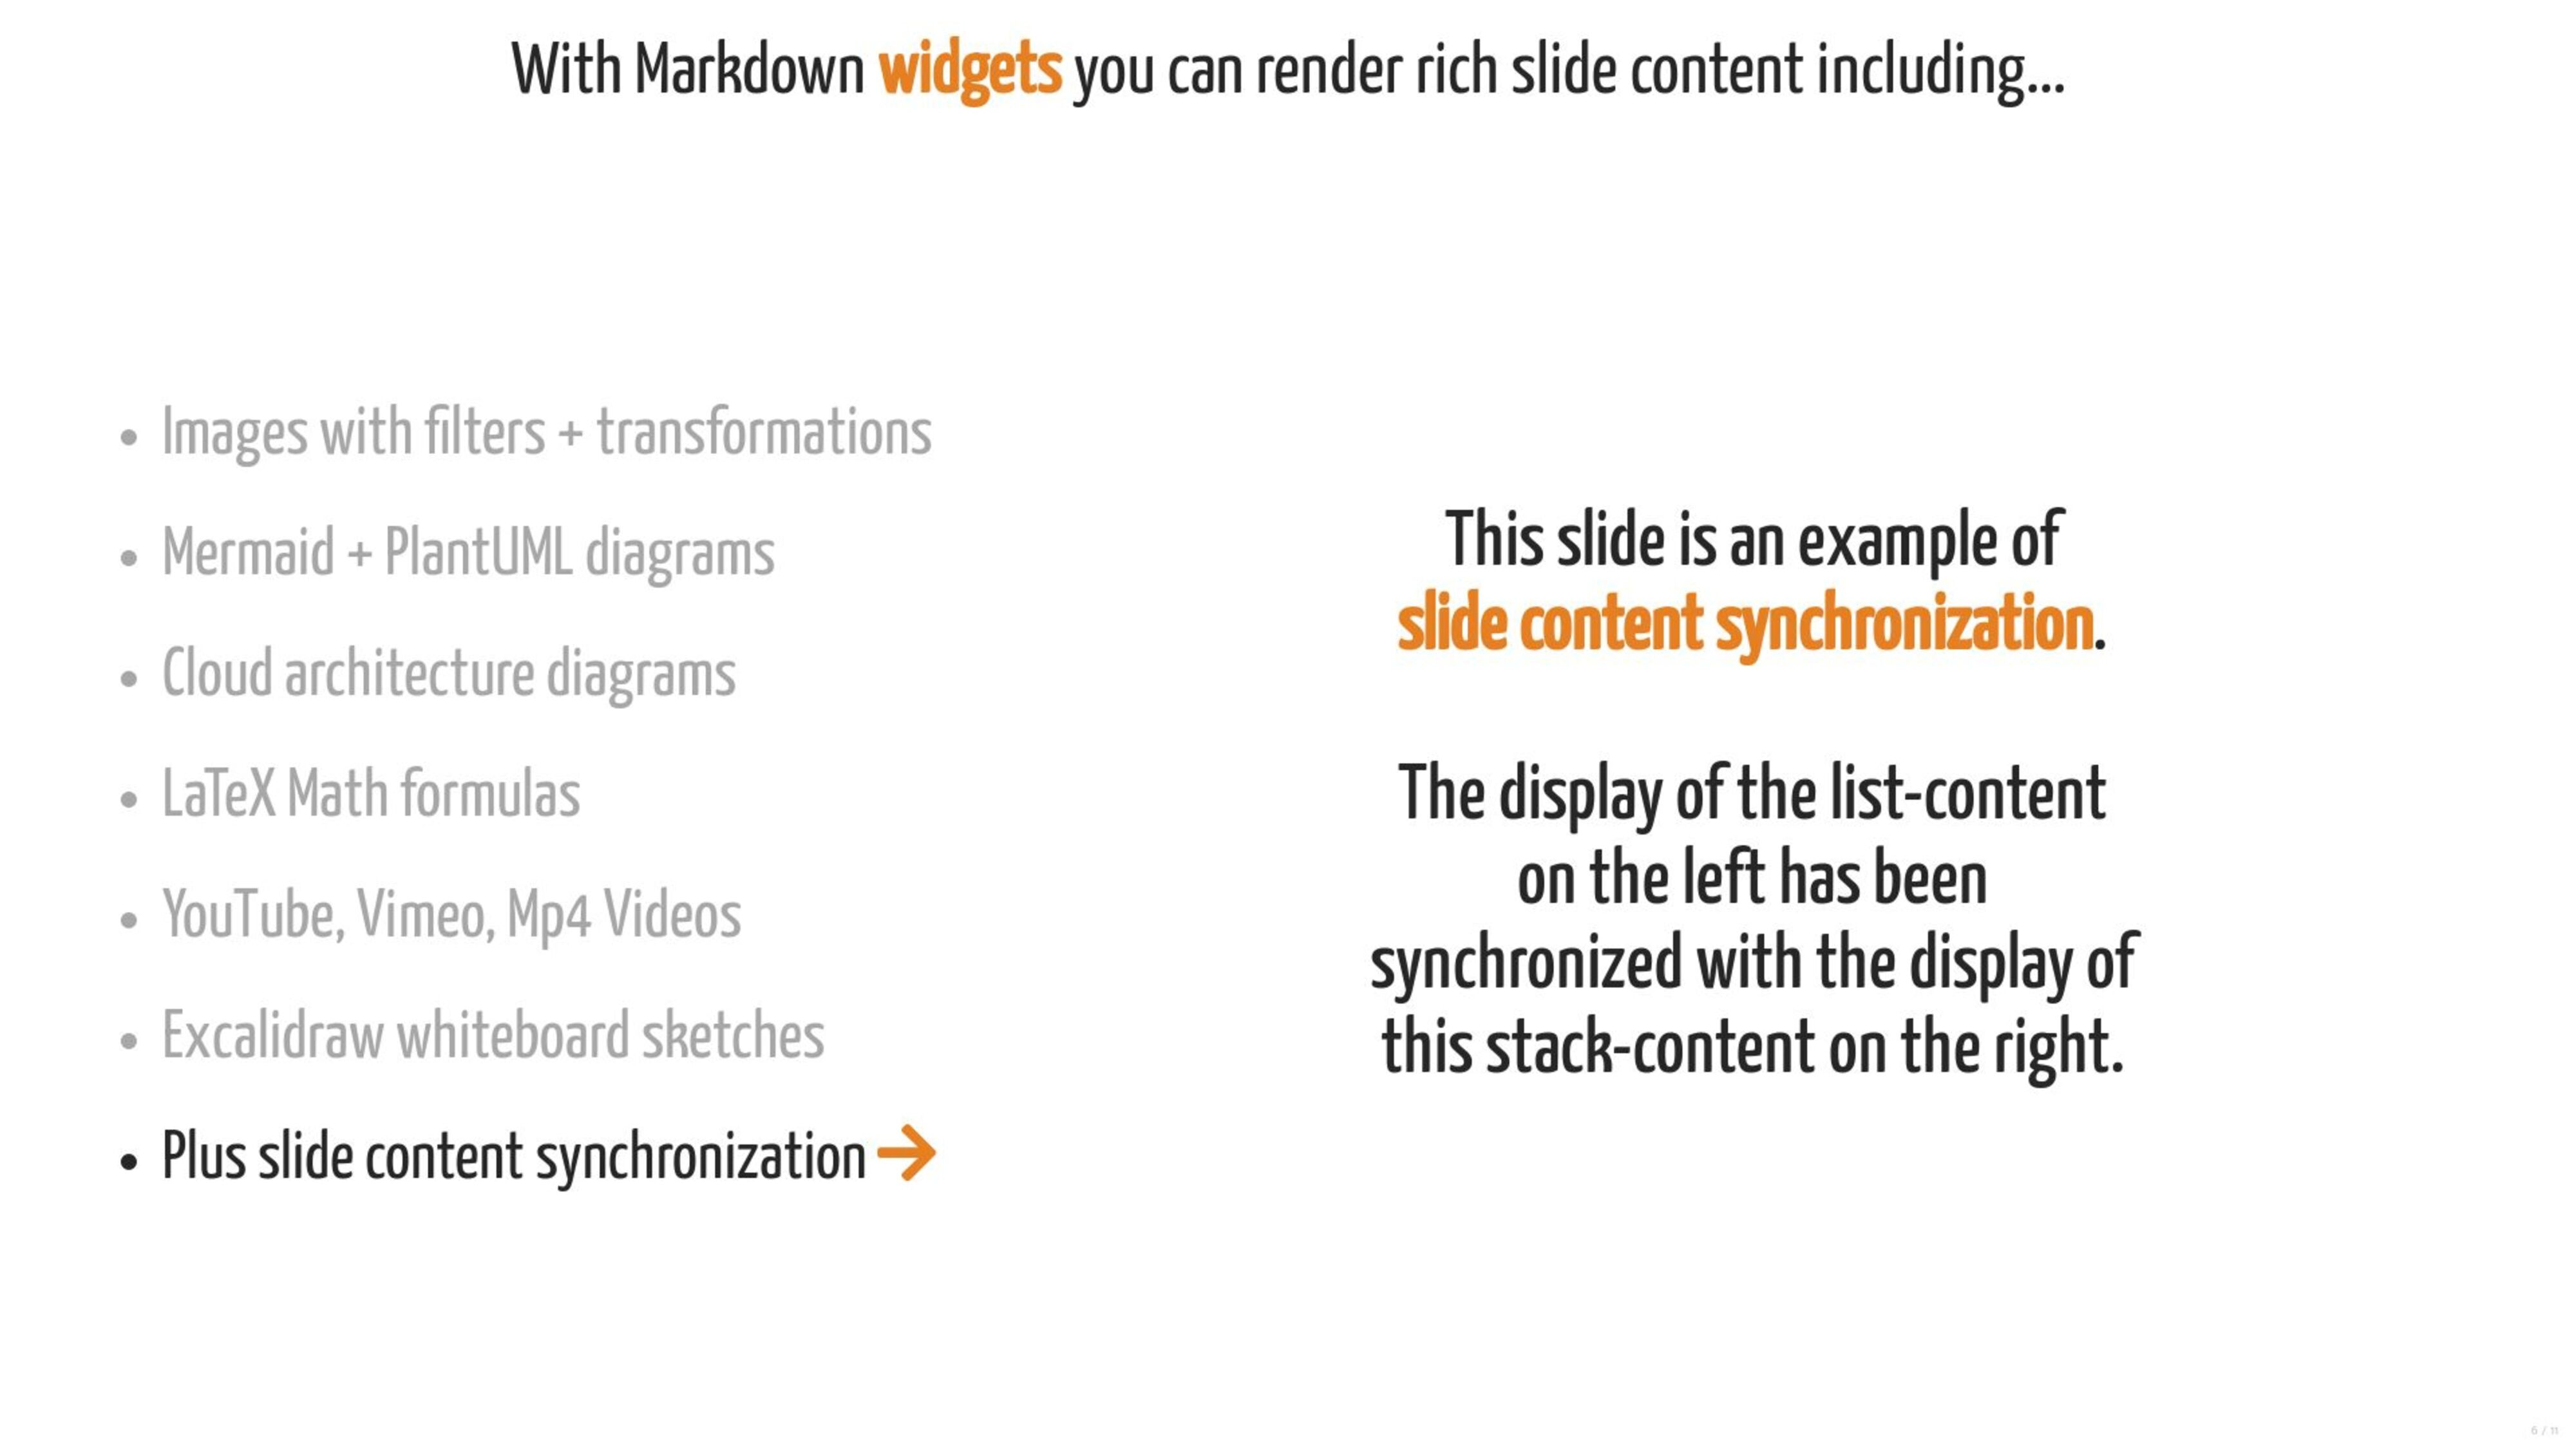 With Markdown widgets you can render rich slide content including...
• Images with filters + transformations
• Mermaid + PlantUML diagrams
• Cloud architecture diagrams
• LaTeX Math formulas
• YouTube, Vimeo, Mp4 Videos
• Excalidraw whiteboard sketches
• Plus slide content synchronization →
This slide is an example of
slide content synchronization.
The display of the list-content
on the left has been
synchronized with the display of
this stack-content on the right.
6 / 11